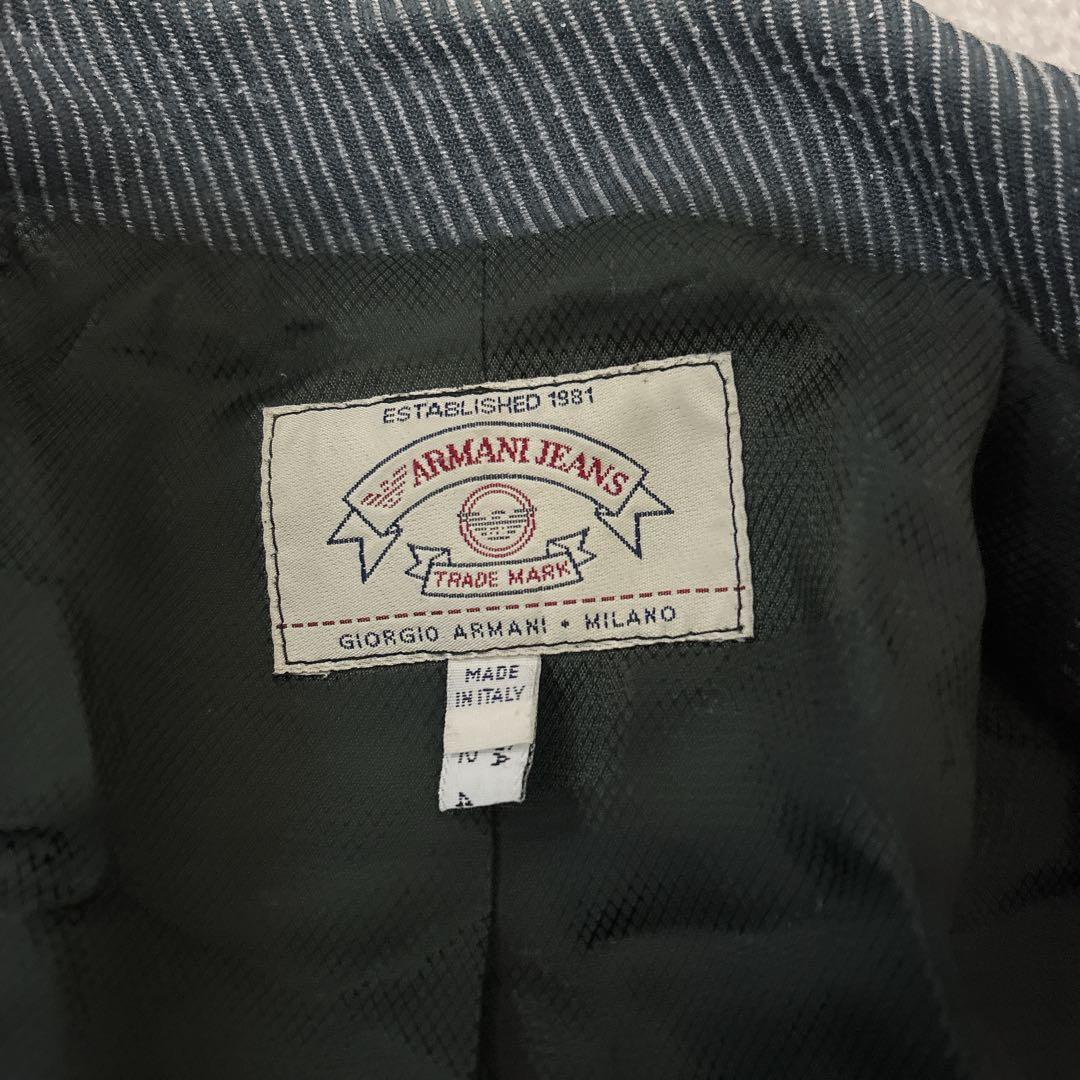 ESTABLISHED 1981
ARMANI JEANS
TRADE MARK
GIORGIO ARMANI • MILANO
MADE
IN ITALY